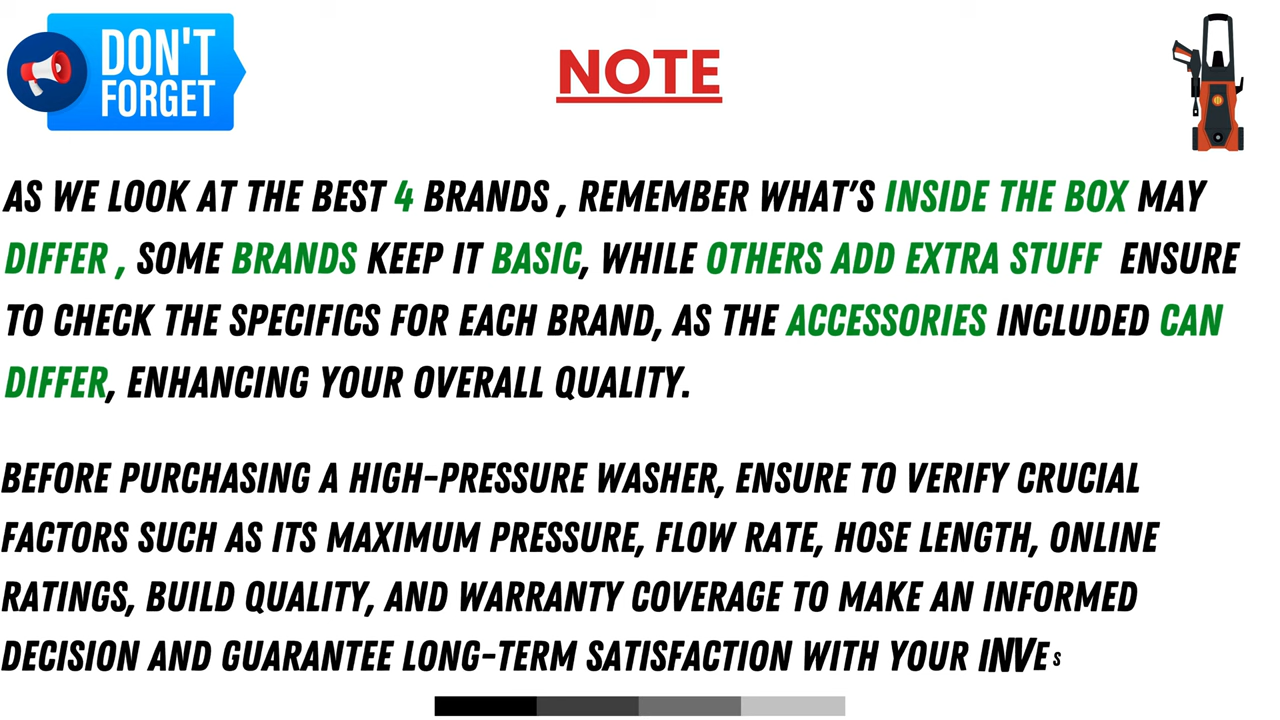 DON'T
FORGET
NOTE
AS WE LOOK AT THE BEST 4 BRANDS , REMEMBER WHAT'S INSIDE THE BOX MAY
DIFFER , SOME BRANDS KEEP IT BASIC, WHILE OTHERS ADD EXTRA STUFF ENSURE
TO CHECK THE SPECIFICS FOR EACH BRAND, AS THE ACCESSORIES INCLUDED CAN
DIFFER, ENHANCING YOUR OVERALL QUALITY.
BEFORE PURCHASING A HIGH-PRESSURE WASHER, ENSURE TO VERIFY CRUCIAL
FACTORS SUCH AS ITS MAXIMUM PRESSURE, FLOW RATE, HOSE LENGTH, ONLINE
RATINGS, BUILD QUALITY, AND WARRANTY COVERAGE TO MAKE AN INFORMED
DECISION AND GUARANTEE LONG-TERM SATISFACTION WITH YOUR INVES